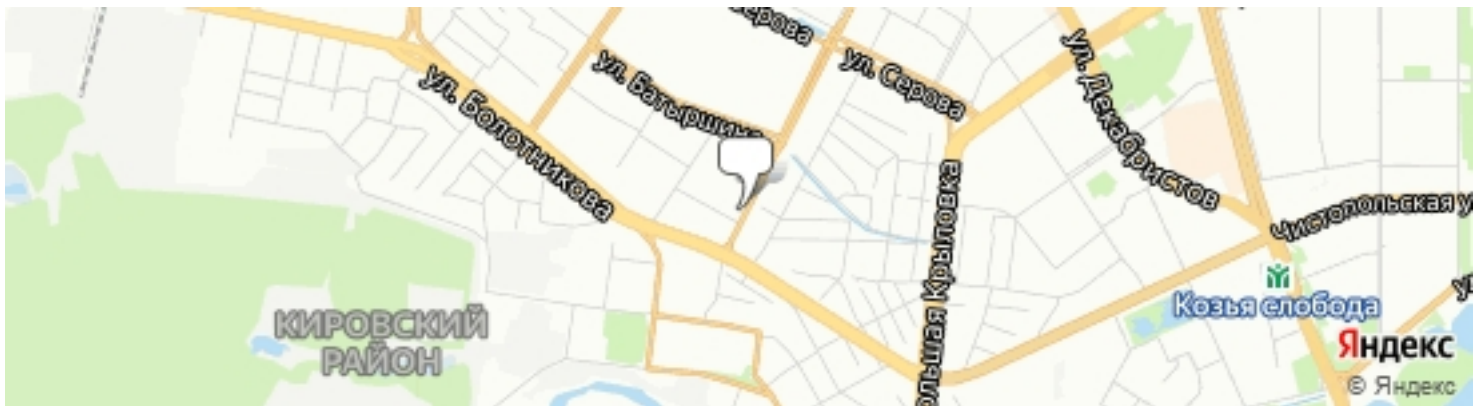 Серова
ул. Серова
ул. Декабристов
ул. Батыршина
ул. Болотникова
Чистопольская у
Большая Крыловка
Козья слобода
КИРОВСКИЙ
РАЙОН
Яндекс
© Яндекс